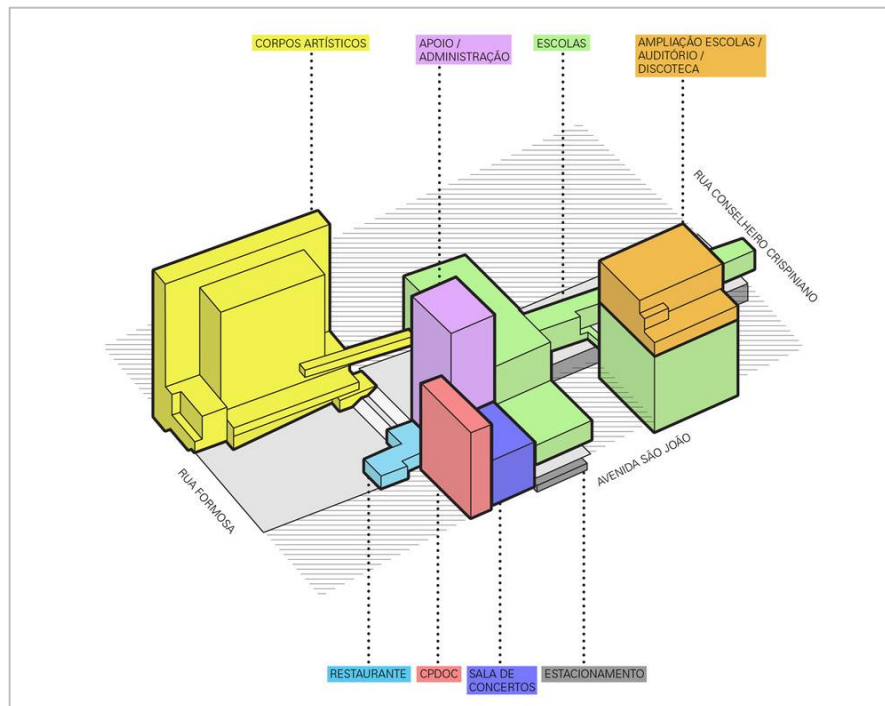 CORPOS ARTÍSTICOS
APOIO /
ADMINISTRAÇÃO
ESCOLAS
AMPLIAÇÃO ESCOLAS /
AUDITÓRIO /
DISCOTECA
RUA CONSELHEIRO CRISPINIANO
AVENIDA SÃO JOÃO
RUA FORMOSA
RESTAURANTE
CPDOC
SALA DE
CONCERTOS
ESTACIONAMENTO